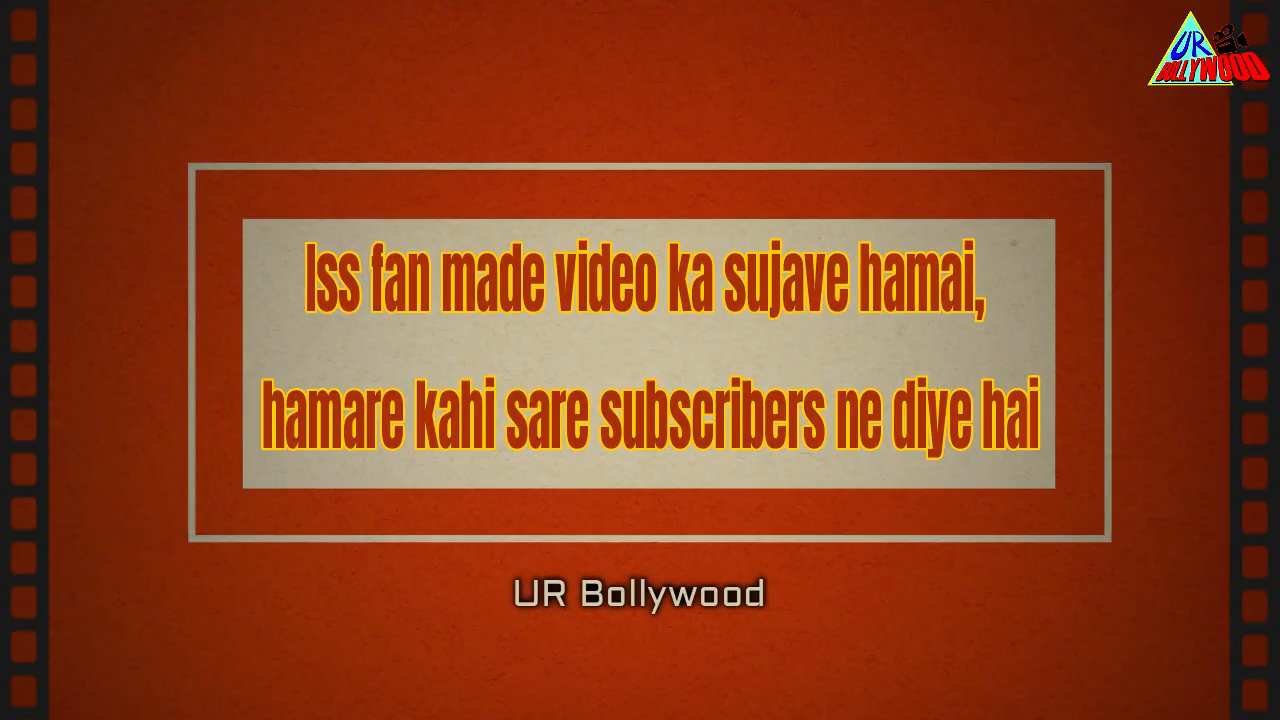 UR
BOLLYWOOD
Iss fan made video ka sujave hamai,
hamare kahi sare subscribers ne diye hai
UR Bollywood